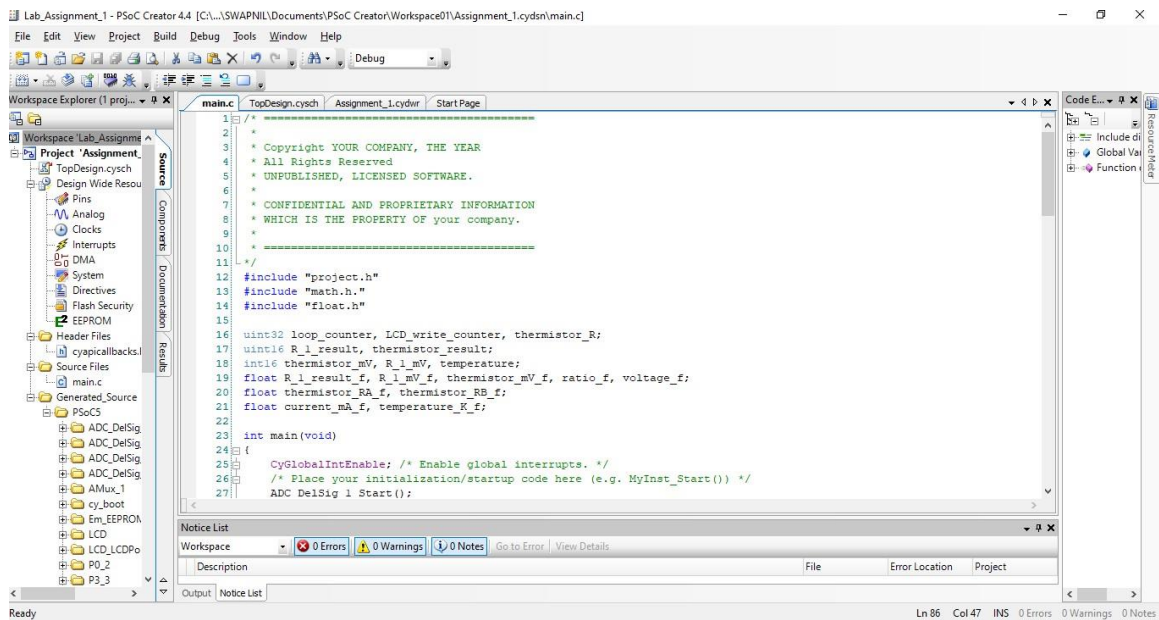 Lab_Assignment_1 - PSoC Creator 4.4 [C:\...\SWAPNIL\Documents\PSoC Creator\Workspace01\Assignment_1.cydsn\main.c]
File Edit View Project Build Debug Tools Window Help
Debug
Workspace Explorer (1 proj...
Workspace 'Lab_Assignme
Project 'Assignment_
TopDesign.cysch
Design Wide Resou
Pins
Analog
Clocks
Interrupts
DMA
System
Directives
Flash Security
EEPROM
Header Files
cyapicallbacks.l
Source Files
main.c
Generated_Source
PSoC5
ADC_DelSig_
ADC_DelSig_
ADC_DelSig_
ADC_DelSig_
AMux_1
cy_boot
Em_EEPROM
LCD
LCD_LCDPo
P0_2
P3_3
Source
Components
Documentation
Results
main.c TopDesign.cysch Assignment_1.cydwr Start Page
1 /* ========================================
2 *
3 * Copyright YOUR COMPANY, THE YEAR
4 * All Rights Reserved
5 * UNPUBLISHED, LICENSED SOFTWARE.
6 *
7 * CONFIDENTIAL AND PROPRIETARY INFORMATION
8 * WHICH IS THE PROPERTY OF your company.
9 *
10 * ========================================
11 */
12 #include "project.h"
13 #include "math.h."
14 #include "float.h"
15
16 uint32 loop_counter, LCD_write_counter, thermistor_R;
17 uint16 R_1_result, thermistor_result;
18 int16 thermistor_mV, R_1_mV, temperature;
19 float R_1_result_f, R_1_mV_f, thermistor_mV_f, ratio_f, voltage_f;
20 float thermistor_RA_f, thermistor_RB_f;
21 float current_mA_f, temperature_K_f;
22
23 int main(void)
24 {
25 CyGlobalIntEnable; /* Enable global interrupts. */
26 /* Place your initialization/startup code here (e.g. MyInst_Start()) */
27 ADC_DelSig_1_Start();
Code E...
Include di
Global Var
Function
Resource Meter
Notice List
Workspace 0 Errors 0 Warnings 0 Notes Go to Error View Details
Description File Error Location Project
Output Notice List
Ready Ln 86 Col 47 INS 0 Errors 0 Warnings 0 Notes